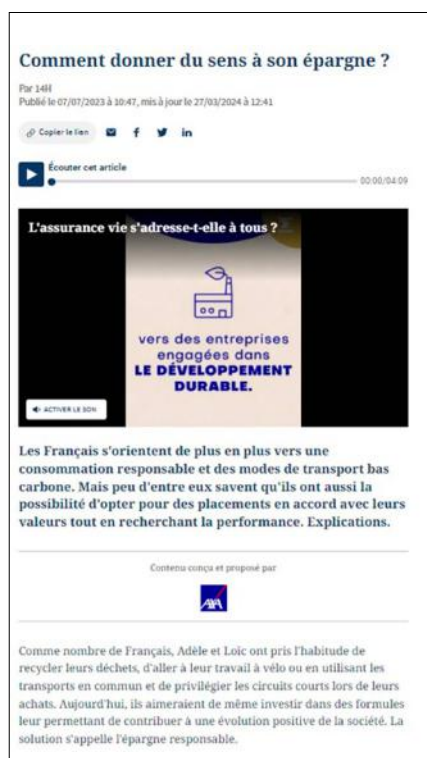 Comment donner du sens à son épargne ?
Par 14H
Publié le 07/07/2023 à 10:47, mis à jour le 27/03/2024 à 12:41
Copier le lien
Écouter cet article
00:00/04:09
L'assurance vie s'adresse-t-elle à tous ?
vers des entreprises
engagées dans
LE DÉVELOPPEMENT
DURABLE.
ACTIVER LE SON
Les Français s'orientent de plus en plus vers une
consommation responsable et des modes de transport bas
carbone. Mais peu d'entre eux savent qu'ils ont aussi la
possibilité d'opter pour des placements en accord avec leurs
valeurs tout en recherchant la performance. Explications.
Contenu conçu et proposé par
AXA
Comme nombre de Français, Adèle et Loïc ont pris l'habitude de
recycler leurs déchets, d'aller à leur travail à vélo ou en utilisant les
transports en commun et de privilégier les circuits courts lors de leurs
achats. Aujourd'hui, ils aimeraient de même investir dans des formules
leur permettant de contribuer à une évolution positive de la société. La
solution s'appelle l'épargne responsable.